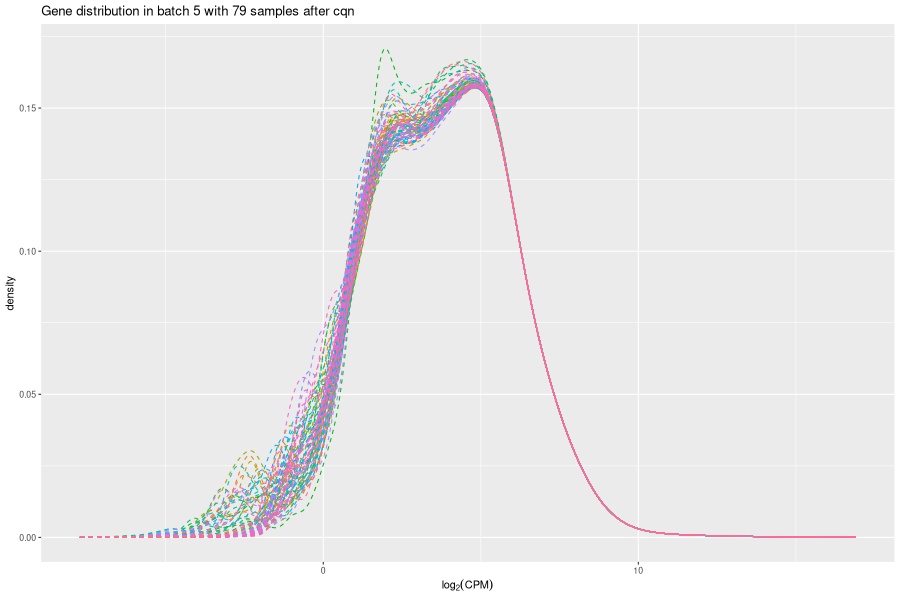 Gene distribution in batch 5 with 79 samples after cqn
0.15
0.10
density
0.05
0.00
0 10
log₂(CPM)